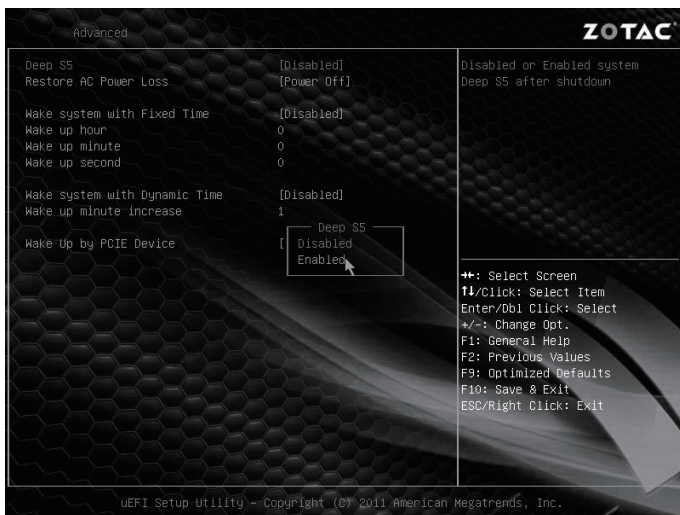 Advanced
ZOTAC
Deep S5 [Disabled]
Restore AC Power Loss [Power Off]
Wake system with Fixed Time [Disabled]
Wake up hour 0
Wake up minute 0
Wake up second 0
Wake system with Dynamic Time [Disabled]
Wake up minute increase 1
Wake Up by PCIE Device [
Deep S5
Disabled
Enabled
Disabled or Enabled system
Deep S5 after shutdown
→←: Select Screen
↑↓/Click: Select Item
Enter/Dbl Click: Select
+/-: Change Opt.
F1: General Help
F2: Previous Values
F9: Optimized Defaults
F10: Save & Exit
ESC/Right Click: Exit
uEFI Setup Utility - Copyright (C) 2011 American Megatrends, Inc.